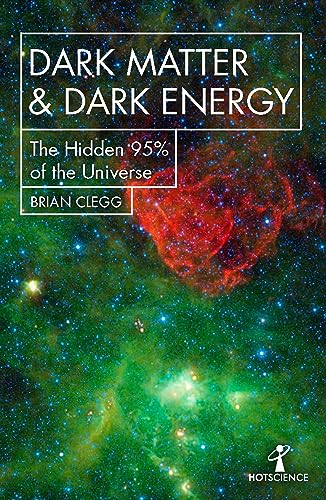 DARK MATTER
& DARK ENERGY
The Hidden 95%
of the Universe
BRIAN CLEGG
HOTSCIENCE